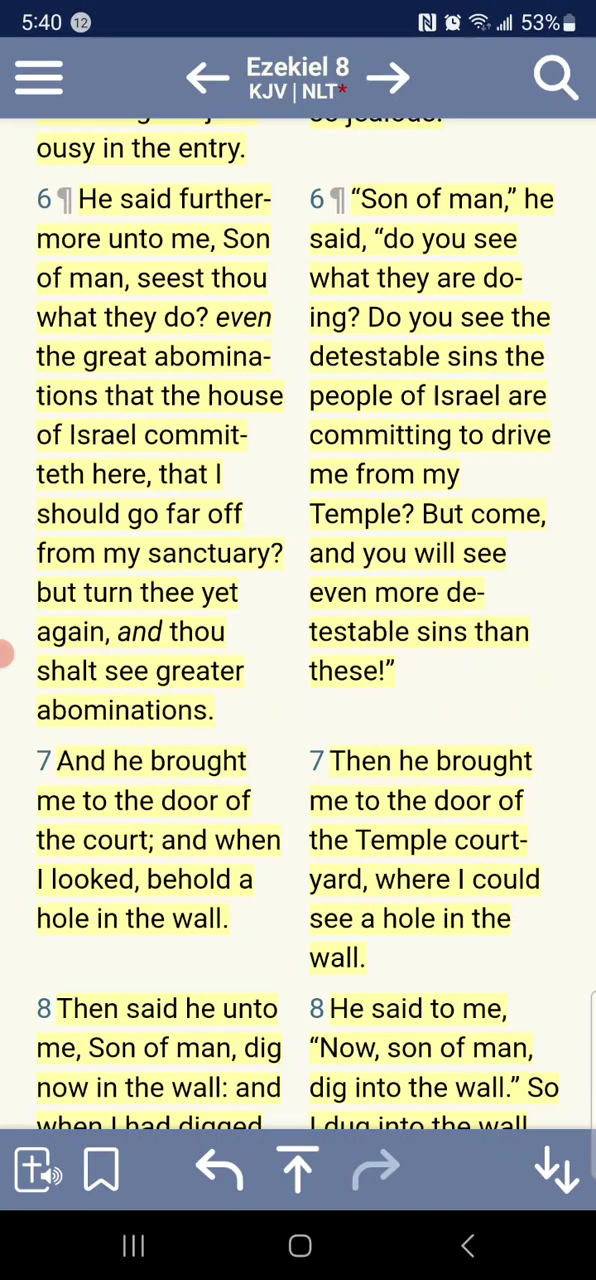 5:40 12 53%
Ezekiel 8
KJV | NLT*
ousy in the entry.
6 ¶ He said further-
more unto me, Son
of man, seest thou
what they do? even
the great abomina-
tions that the house
of Israel commit-
teth here, that I
should go far off
from my sanctuary?
but turn thee yet
again, and thou
shalt see greater
abominations.
7 And he brought
me to the door of
the court; and when
I looked, behold a
hole in the wall.
8 Then said he unto
me, Son of man, dig
now in the wall: and
when I had digged
so jealous.
6 ¶ “Son of man,” he
said, “do you see
what they are do-
ing? Do you see the
detestable sins the
people of Israel are
committing to drive
me from my
Temple? But come,
and you will see
even more de-
testable sins than
these!”
7 Then he brought
me to the door of
the Temple court-
yard, where I could
see a hole in the
wall.
8 He said to me,
“Now, son of man,
dig into the wall.” So
I dug into the wall